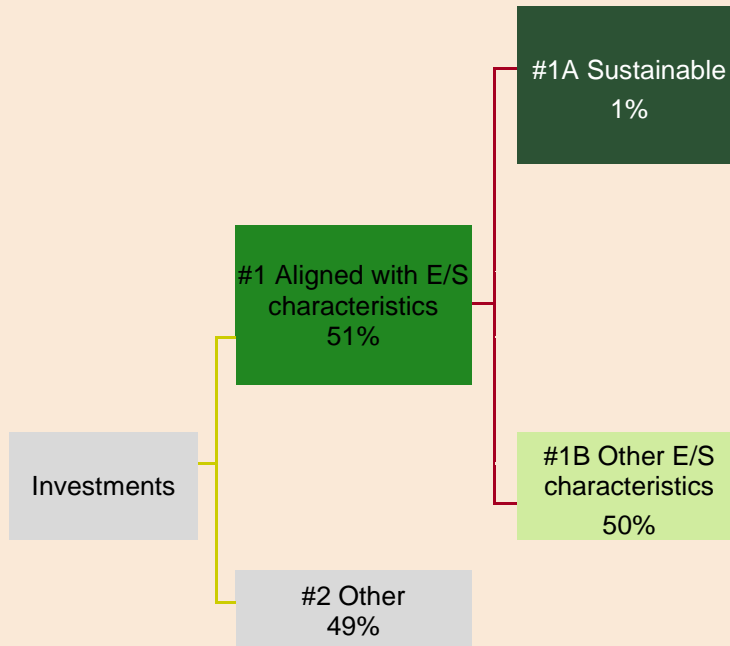 #1A Sustainable
1%
#1 Aligned with E/S
characteristics
51%
Investments
#1B Other E/S
characteristics
50%
#2 Other
49%